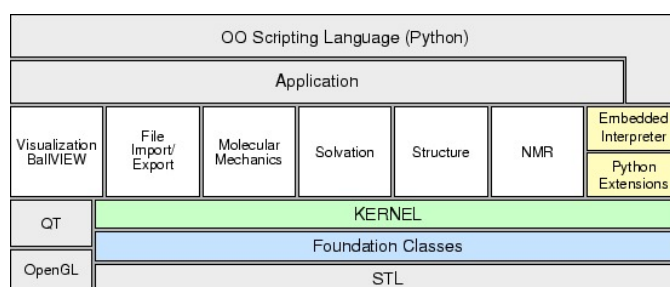 OO Scripting Language (Python)
Application
Visualization
BallVIEW
File
Import/
Export
Molecular
Mechanics
Solvation
Structure
NMR
Embedded
Interpreter
Python
Extensions
QT
KERNEL
Foundation Classes
OpenGL
STL